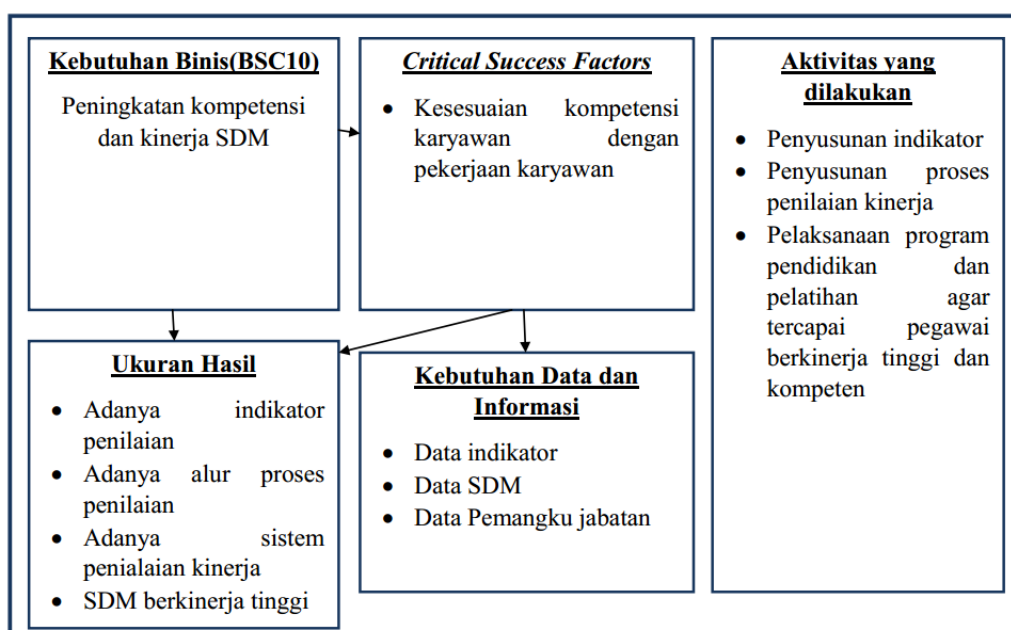 Kebutuhan Binis(BSC10)
Peningkatan kompetensi
dan kinerja SDM
Critical Success Factors
• Kesesuaian kompetensi
karyawan dengan
pekerjaan karyawan
Aktivitas yang
dilakukan
• Penyusunan indikator
• Penyusunan proses
penilaian kinerja
• Pelaksanaan program
pendidikan dan
pelatihan agar
tercapai pegawai
berkinerja tinggi dan
kompeten
Ukuran Hasil
• Adanya indikator
penilaian
• Adanya alur proses
penilaian
• Adanya sistem
penialaian kinerja
• SDM berkinerja tinggi
Kebutuhan Data dan
Informasi
• Data indikator
• Data SDM
• Data Pemangku jabatan